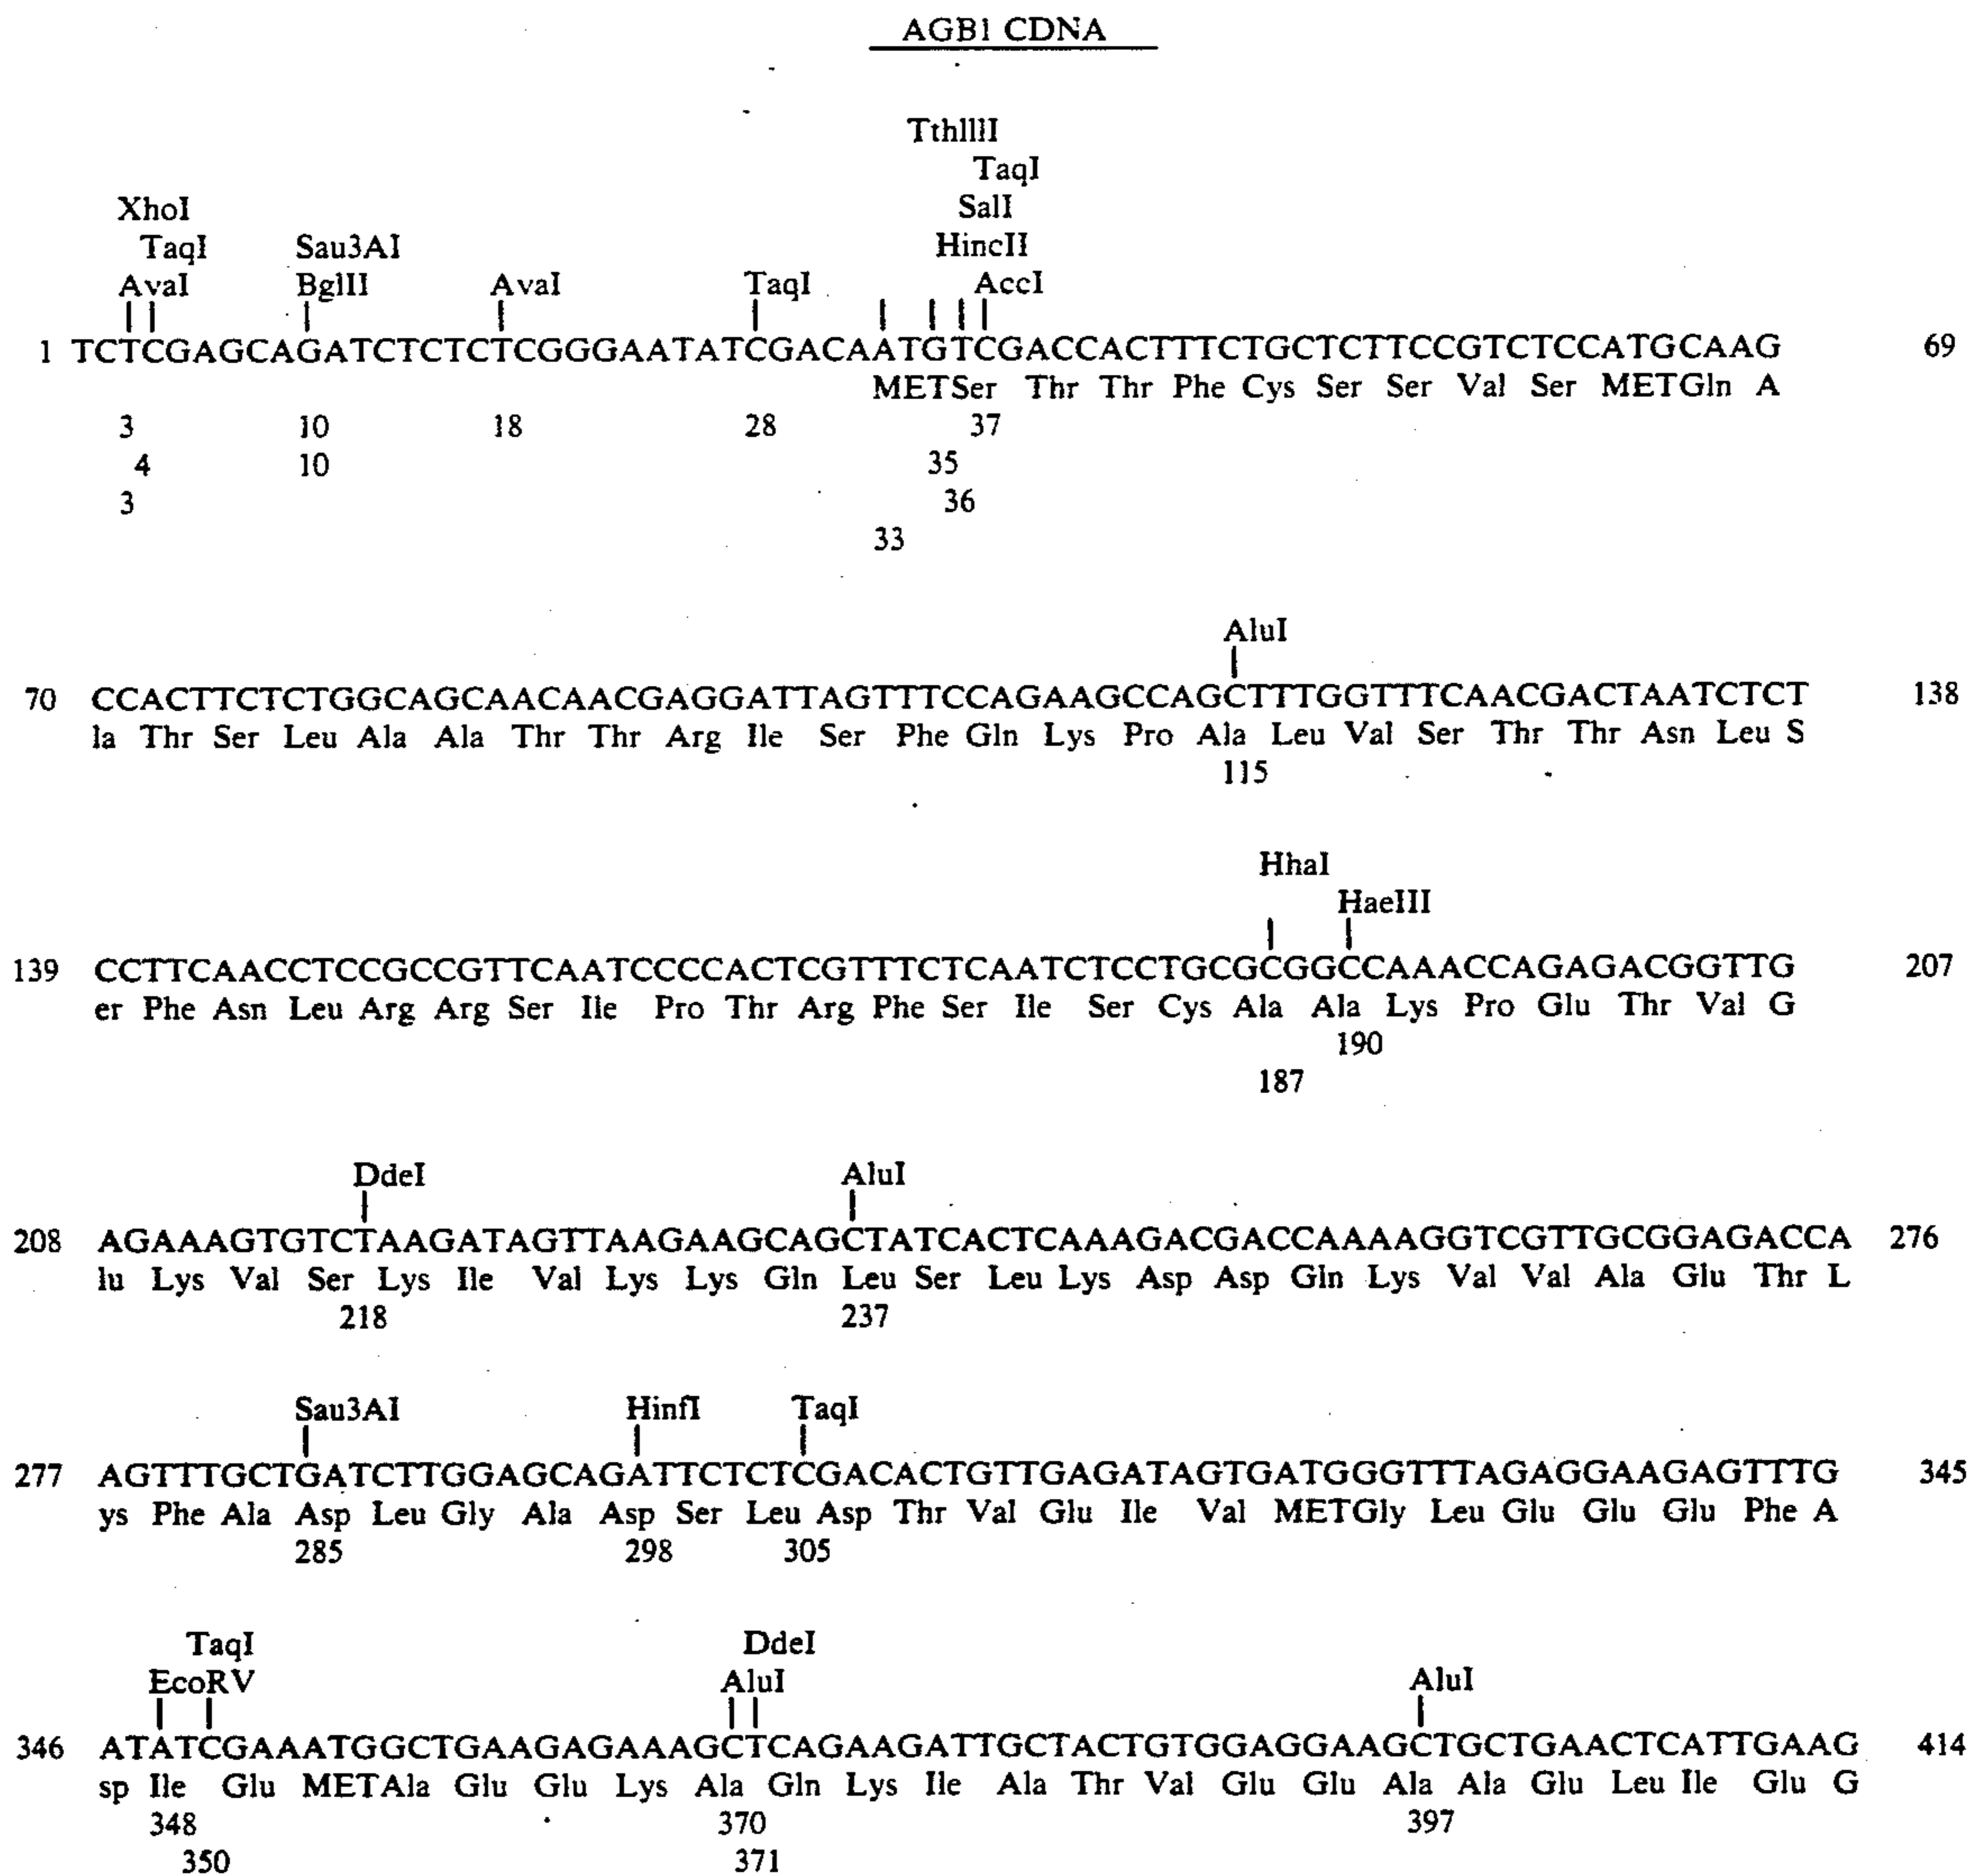 AGB1 CDNA
TthlllI
TaqI
XhoI SalI
TaqI Sau3AI HincII
AvaI BglII AvaI TaqI AccI
1 TCTCGAGCAGATCTCTCTCGGGAATATCGACAATGTCGACCACTTTCTGCTCTTCCGTCTCCATGCAAG 69
METSer Thr Thr Phe Cys Ser Ser Val Ser METGln A
3 10 18 28 37
4 10 35
3 36
33
AluI
70 CCACTTCTCTGGCAGCAACAACGAGGATTAGTTTCCAGAAGCCAGCTTTGGTTTCAACGACTAATCTCT 138
la Thr Ser Leu Ala Ala Thr Thr Arg Ile Ser Phe Gln Lys Pro Ala Leu Val Ser Thr Thr Asn Leu S
115
HhaI
HaeIII
139 CCTTCAACCTCCGCCGTTCAATCCCCACTCGTTTCTCAATCTCCTGCGCGGCCAAACCAGAGACGGTTG 207
er Phe Asn Leu Arg Arg Ser Ile Pro Thr Arg Phe Ser Ile Ser Cys Ala Ala Lys Pro Glu Thr Val G
190
187
DdeI AluI
208 AGAAAGTGTCTAAGATAGTTAAGAAGCAGCTATCACTCAAAGACGACCAAAAGGTCGTTGCGGAGACCA 276
lu Lys Val Ser Lys Ile Val Lys Lys Gln Leu Ser Leu Lys Asp Asp Gln Lys Val Val Ala Glu Thr L
218 237
Sau3AI HinfI TaqI
277 AGTTTGCTGATCTTGGAGCAGATTCTCTCGACACTGTTGAGATAGTGATGGGTTTAGAGGAAGAGTTTG 345
ys Phe Ala Asp Leu Gly Ala Asp Ser Leu Asp Thr Val Glu Ile Val METGly Leu Glu Glu Glu Phe A
285 298 305
TaqI DdeI
EcoRV AluI AluI
346 ATATCGAAATGGCTGAAGAGAAAGCTCAGAAGATTGCTACTGTGGAGGAAGCTGCTGAACTCATTGAAG 414
sp Ile Glu METAla Glu Glu Lys Ala Gln Lys Ile Ala Thr Val Glu Glu Ala Ala Glu Leu Ile Glu G
348 370 397
350 371